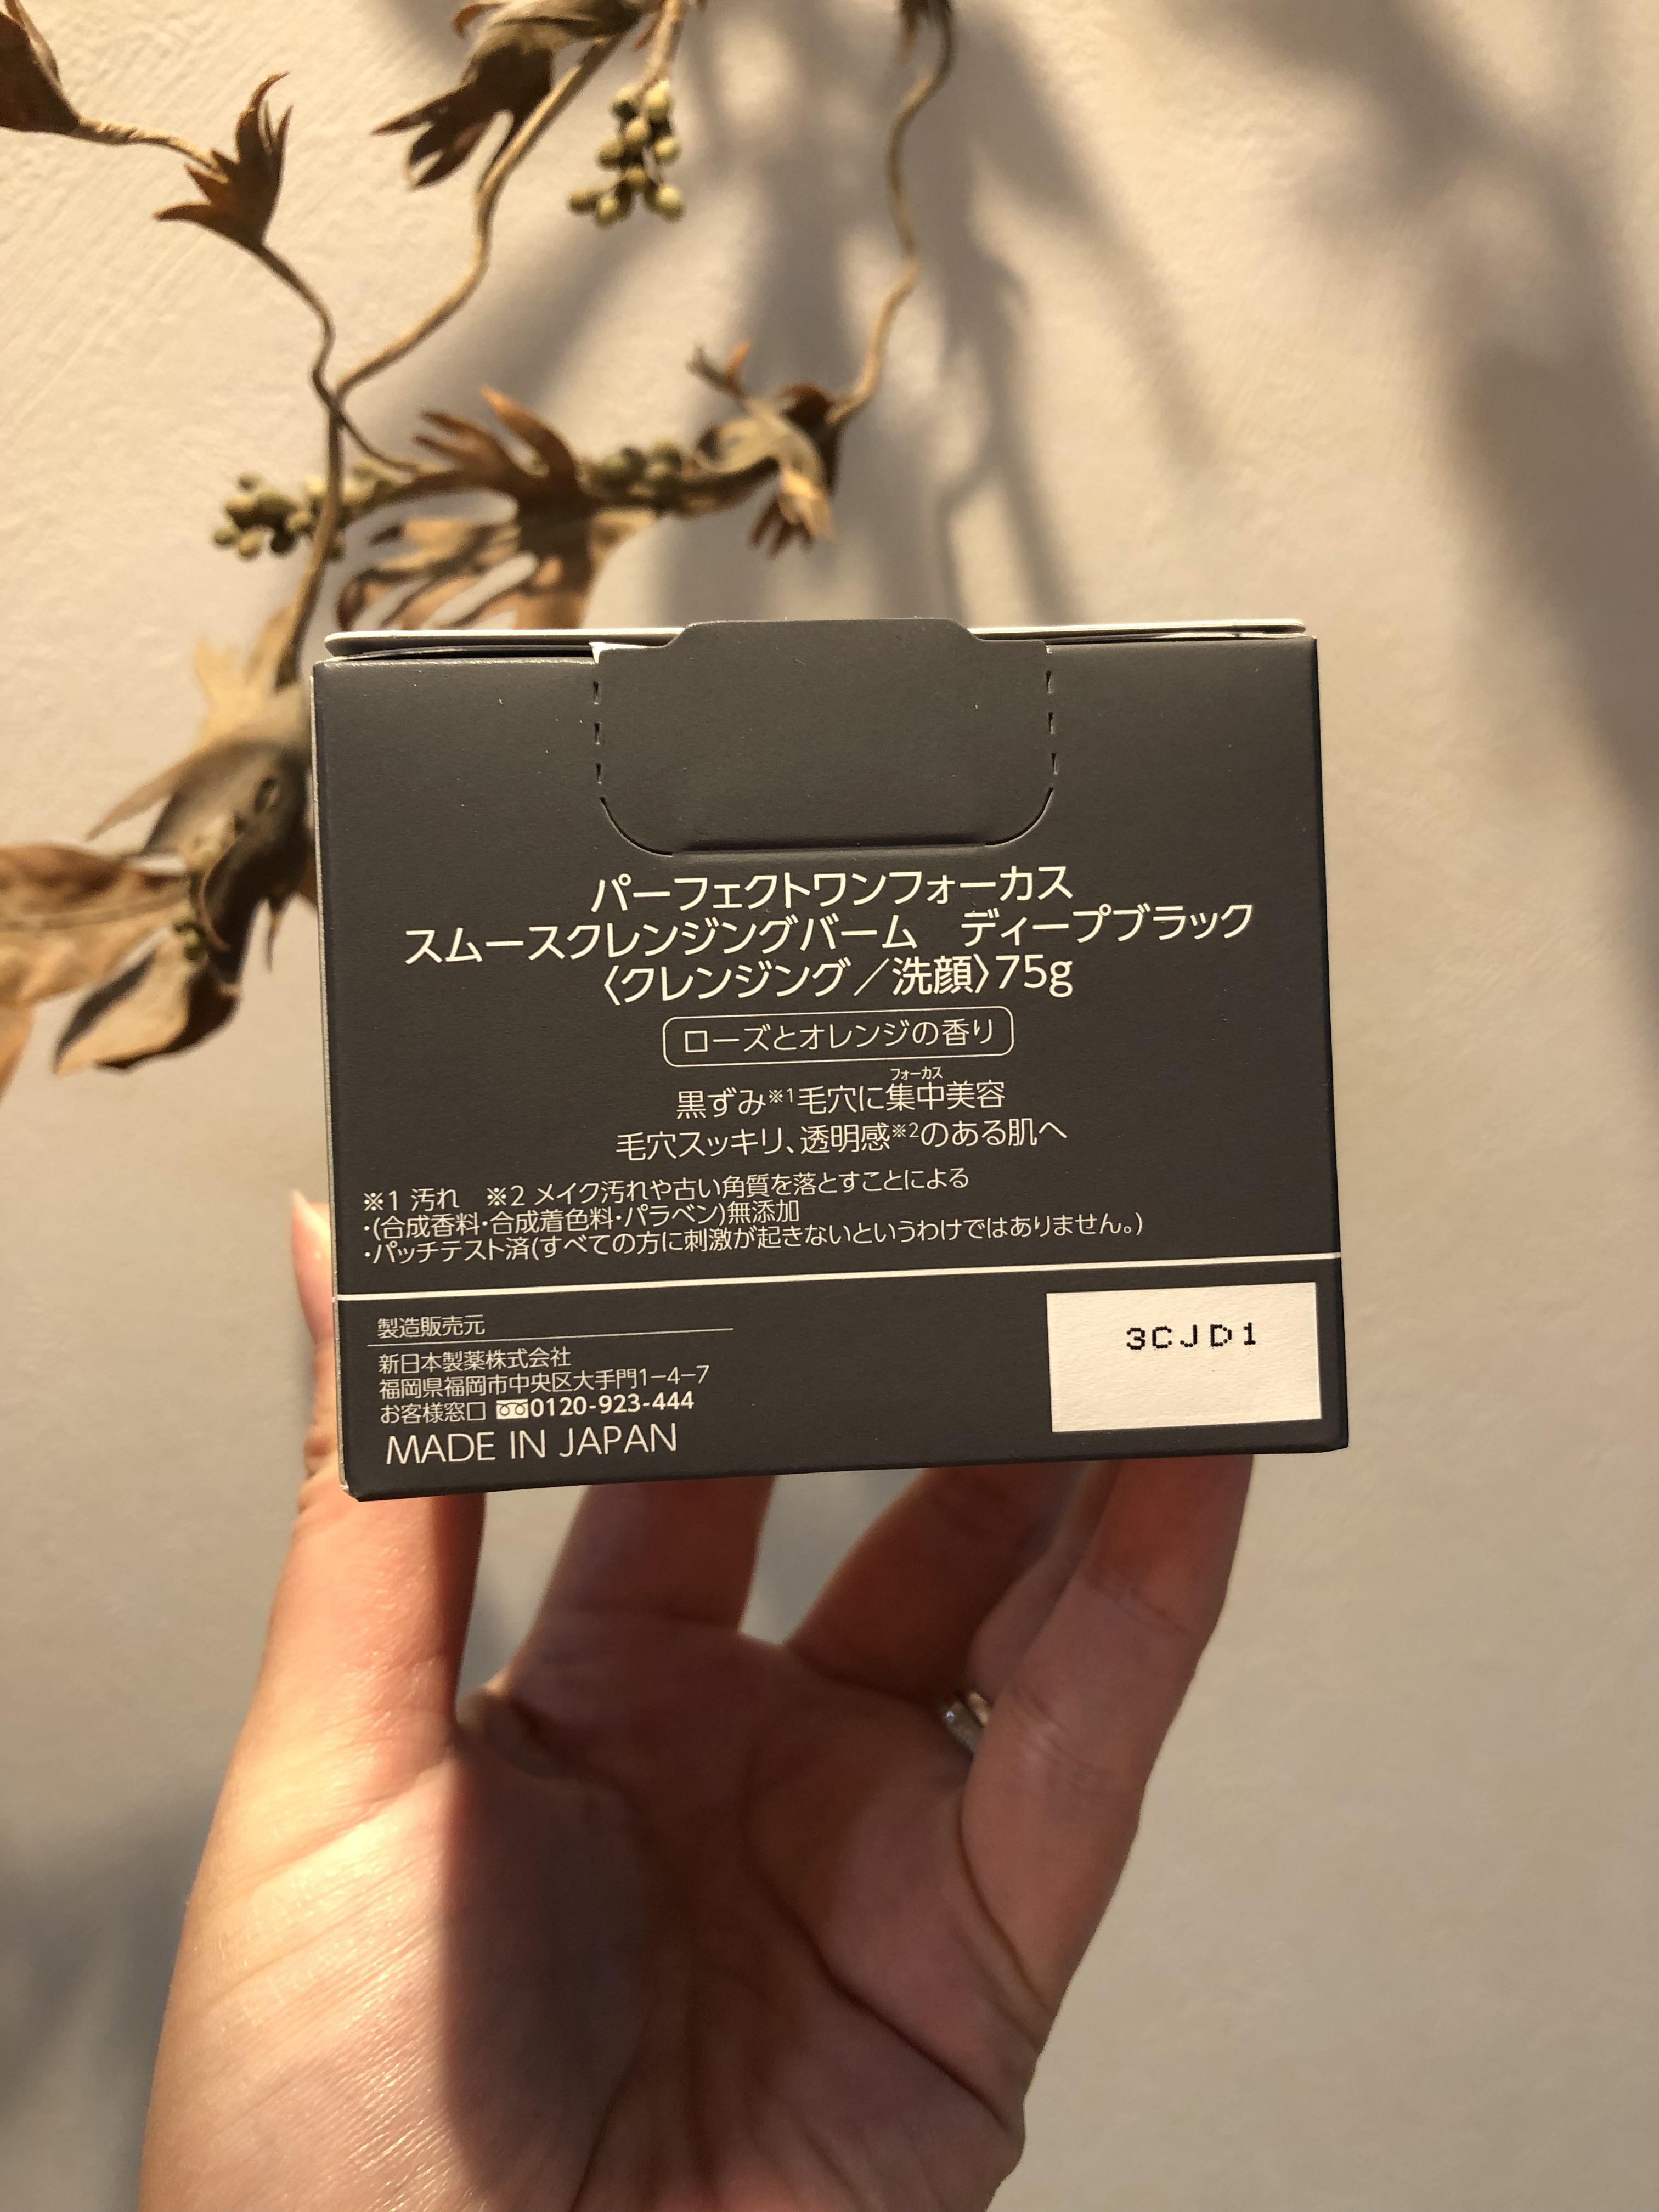 パーフェクトワンフォーカス
スムースクレンジングバーム　ディープブラック
〈クレンジング／洗顔〉75g
ローズとオレンジの香り
フォーカス
黒ずみ※1毛穴に集中美容
毛穴スッキリ、透明感※2のある肌へ
※1 汚れ　※2 メイク汚れや古い角質を落とすことによる
・(合成香料・合成着色料・パラベン)無添加
・パッチテスト済(すべての方に刺激が起きないというわけではありません。)
製造販売元
新日本製薬株式会社
福岡県福岡市中央区大手門1-4-7
お客様窓口 0120-923-444
MADE IN JAPAN
3CJD1